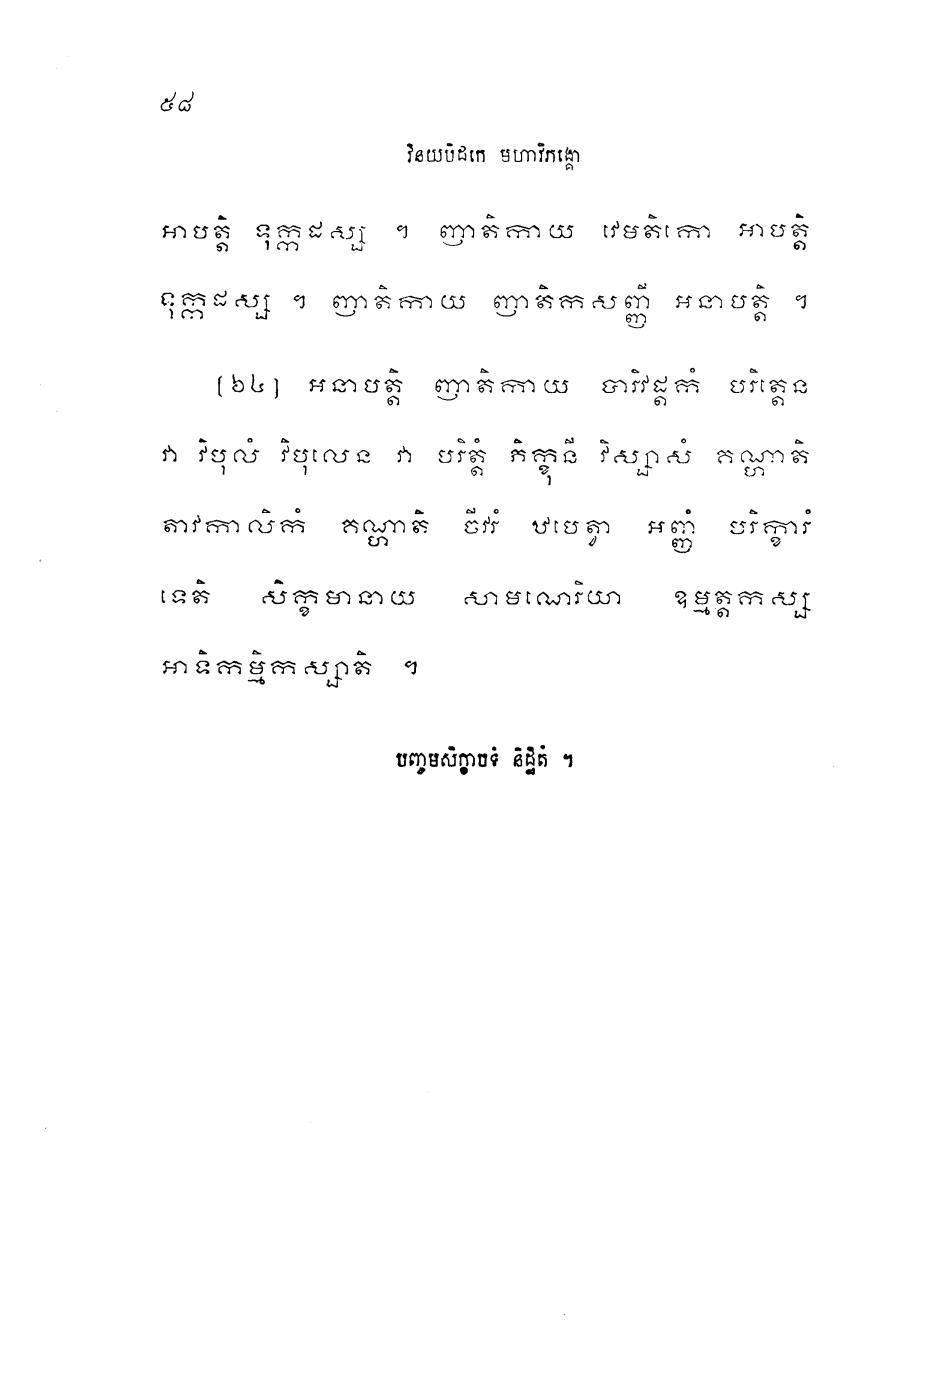 ៥៨
វិនយបិដកេ មហាវិភង្គោ
អាបត្តិ ទុក្កដស្ស ។ ញាតិកាយ វេមតិកោ អាបត្តិ
ទុក្កដស្ស ។ ញាតិកាយ ញាតិកសញ្ញី អនាបត្តិ ។
[៦៤] អនាបត្តិ ញាតិកាយ បារិវដ្តកំ បរិត្តេន
វា វិបុលំ វិបុលេន វា បរិត្តំ ភិក្ខុនី វិស្សាសំ គណ្ហាតិ
តាវកាលិកំ គណ្ហាតិ ចីវរំ ឋបេត្វា អញ្ញំ បរិក្ខារំ
ទេតិ សិក្ខមានាយ សាមណេរិយា ឧម្មត្តកស្ស
អាទិកម្មិកស្សាតិ ។
បញ្ចមសិក្ខាបទំ និដ្ឋិតំ ។